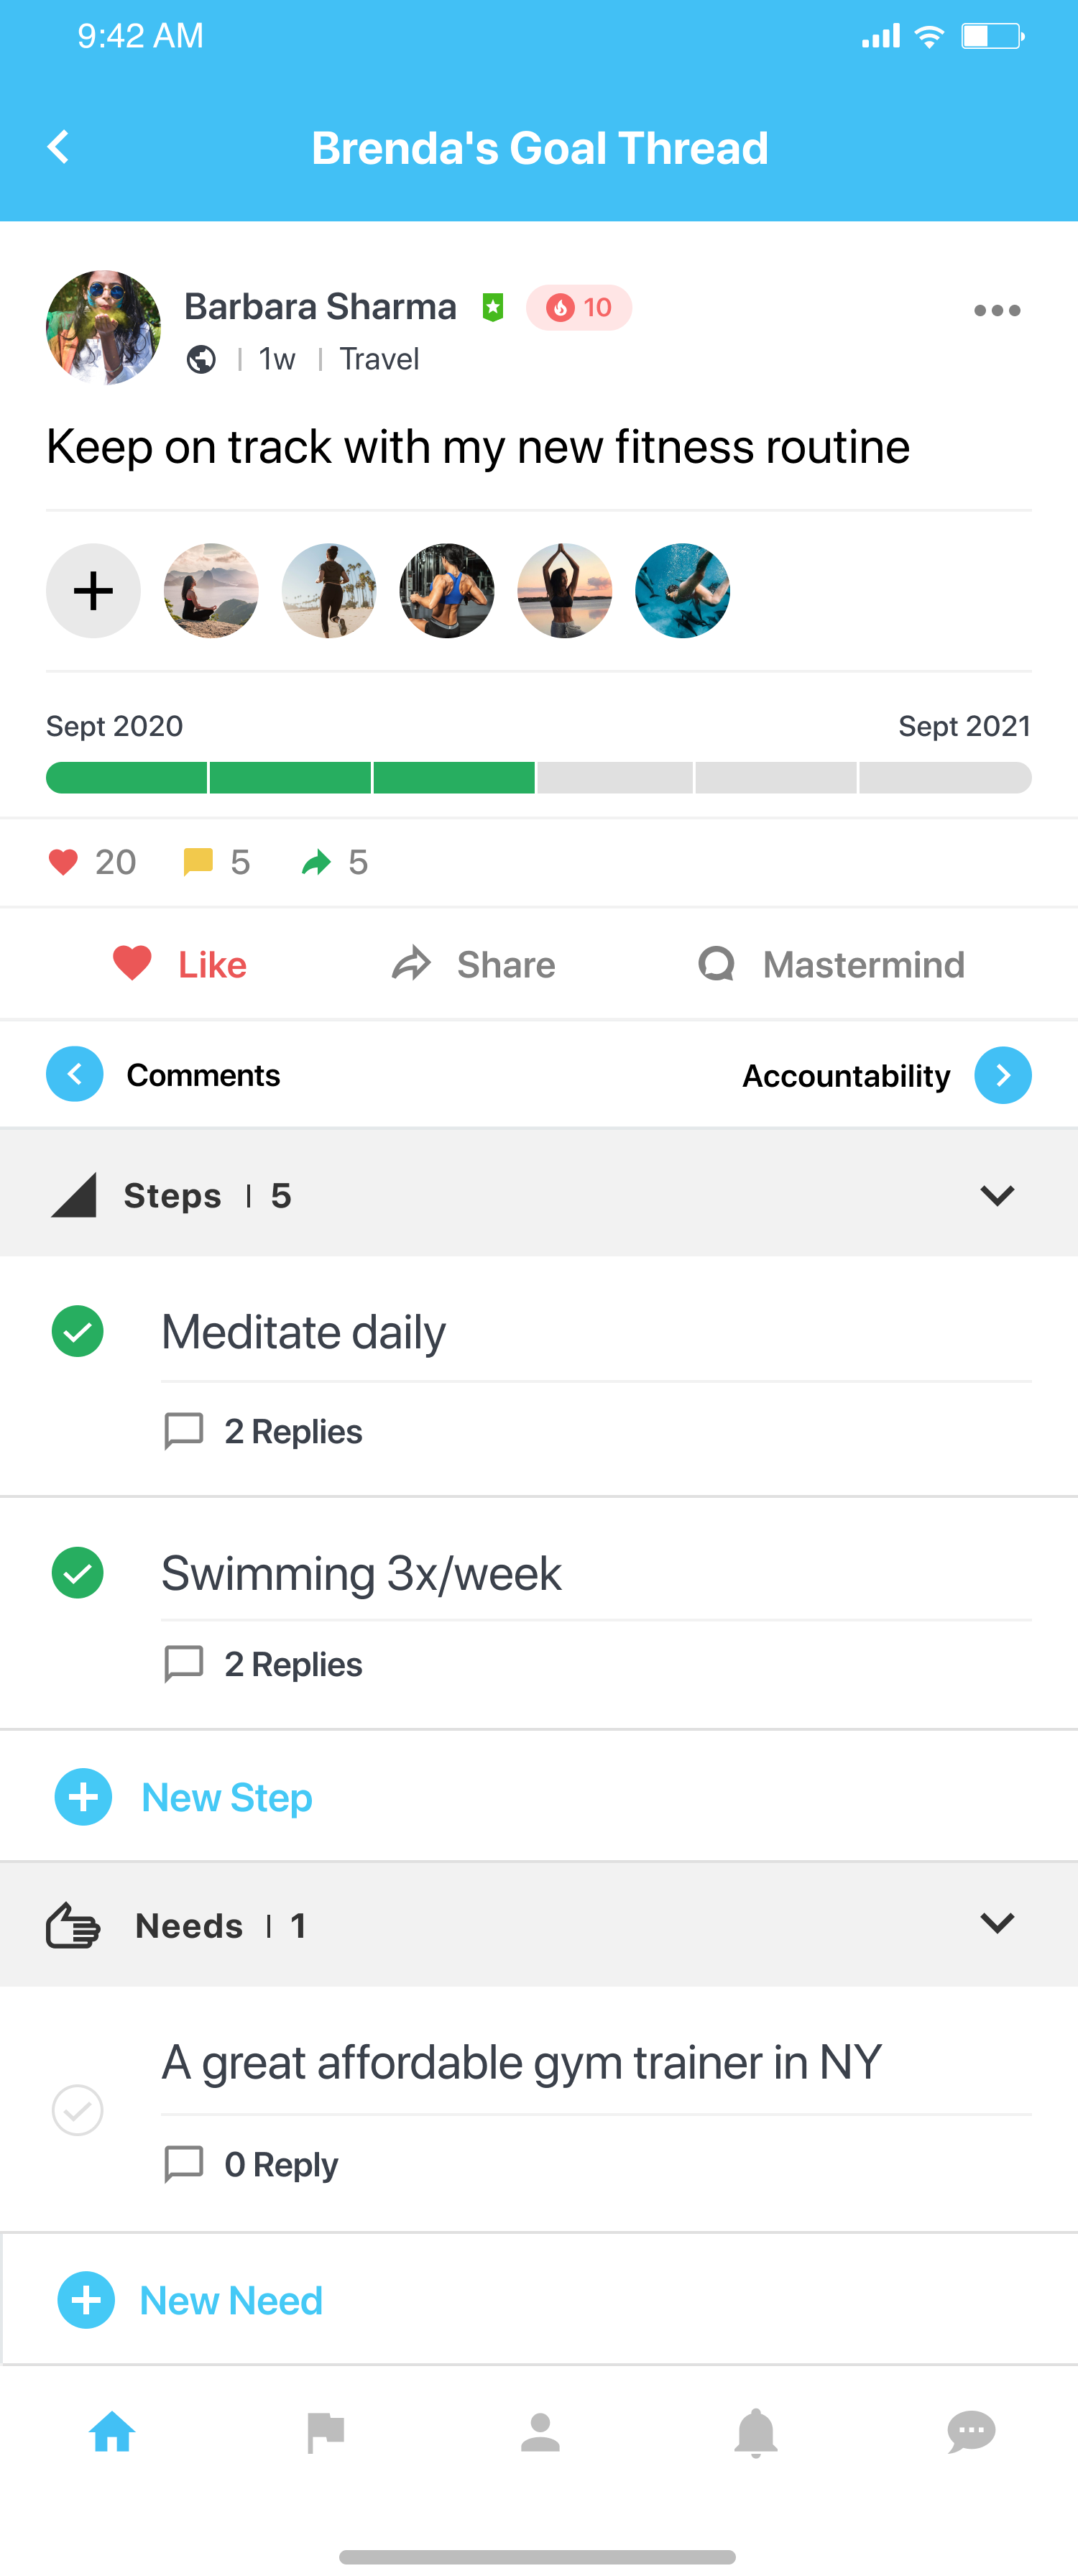 9:42 AM
Brenda's Goal Thread
Barbara Sharma 10
1w | Travel
Keep on track with my new fitness routine
Sept 2020 Sept 2021
20 5 5
Like Share Mastermind
Comments Accountability
Steps | 5
Meditate daily
2 Replies
Swimming 3x/week
2 Replies
New Step
Needs | 1
A great affordable gym trainer in NY
0 Reply
New Need